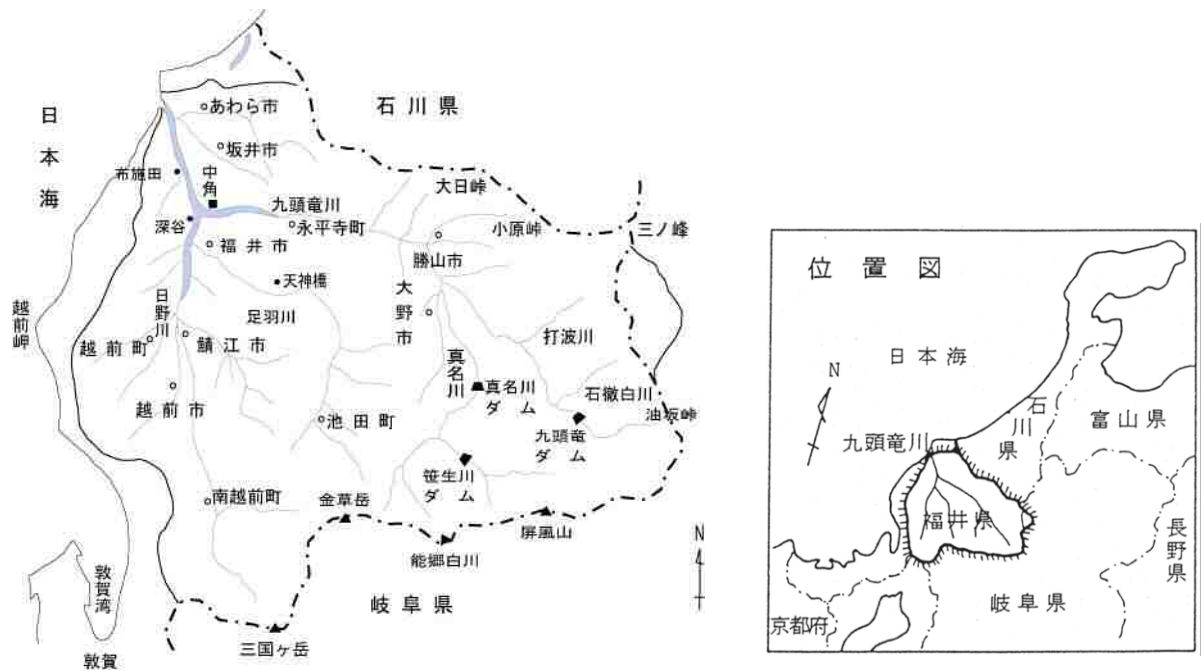 日本海
石川県
あわら市
坂井市
布施田
中角
深谷
九頭竜川
永平寺町
福井市
天神橋
足羽川
日野川
越前岬
越前町
鯖江市
越前市
池田町
南越前町
大日峠
小原峠
三ノ峰
勝山市
大野市
打波川
真名川
真名川
ダム
石徹白川
油坂峠
九頭竜
ダム
笹生川
ダム
金草岳
屏風山
能郷白川
岐阜県
三国ヶ岳
敦賀湾
敦賀
N
位置図
日本海
N
九頭竜川
石川県
富山県
福井県
長野県
岐阜県
京都府